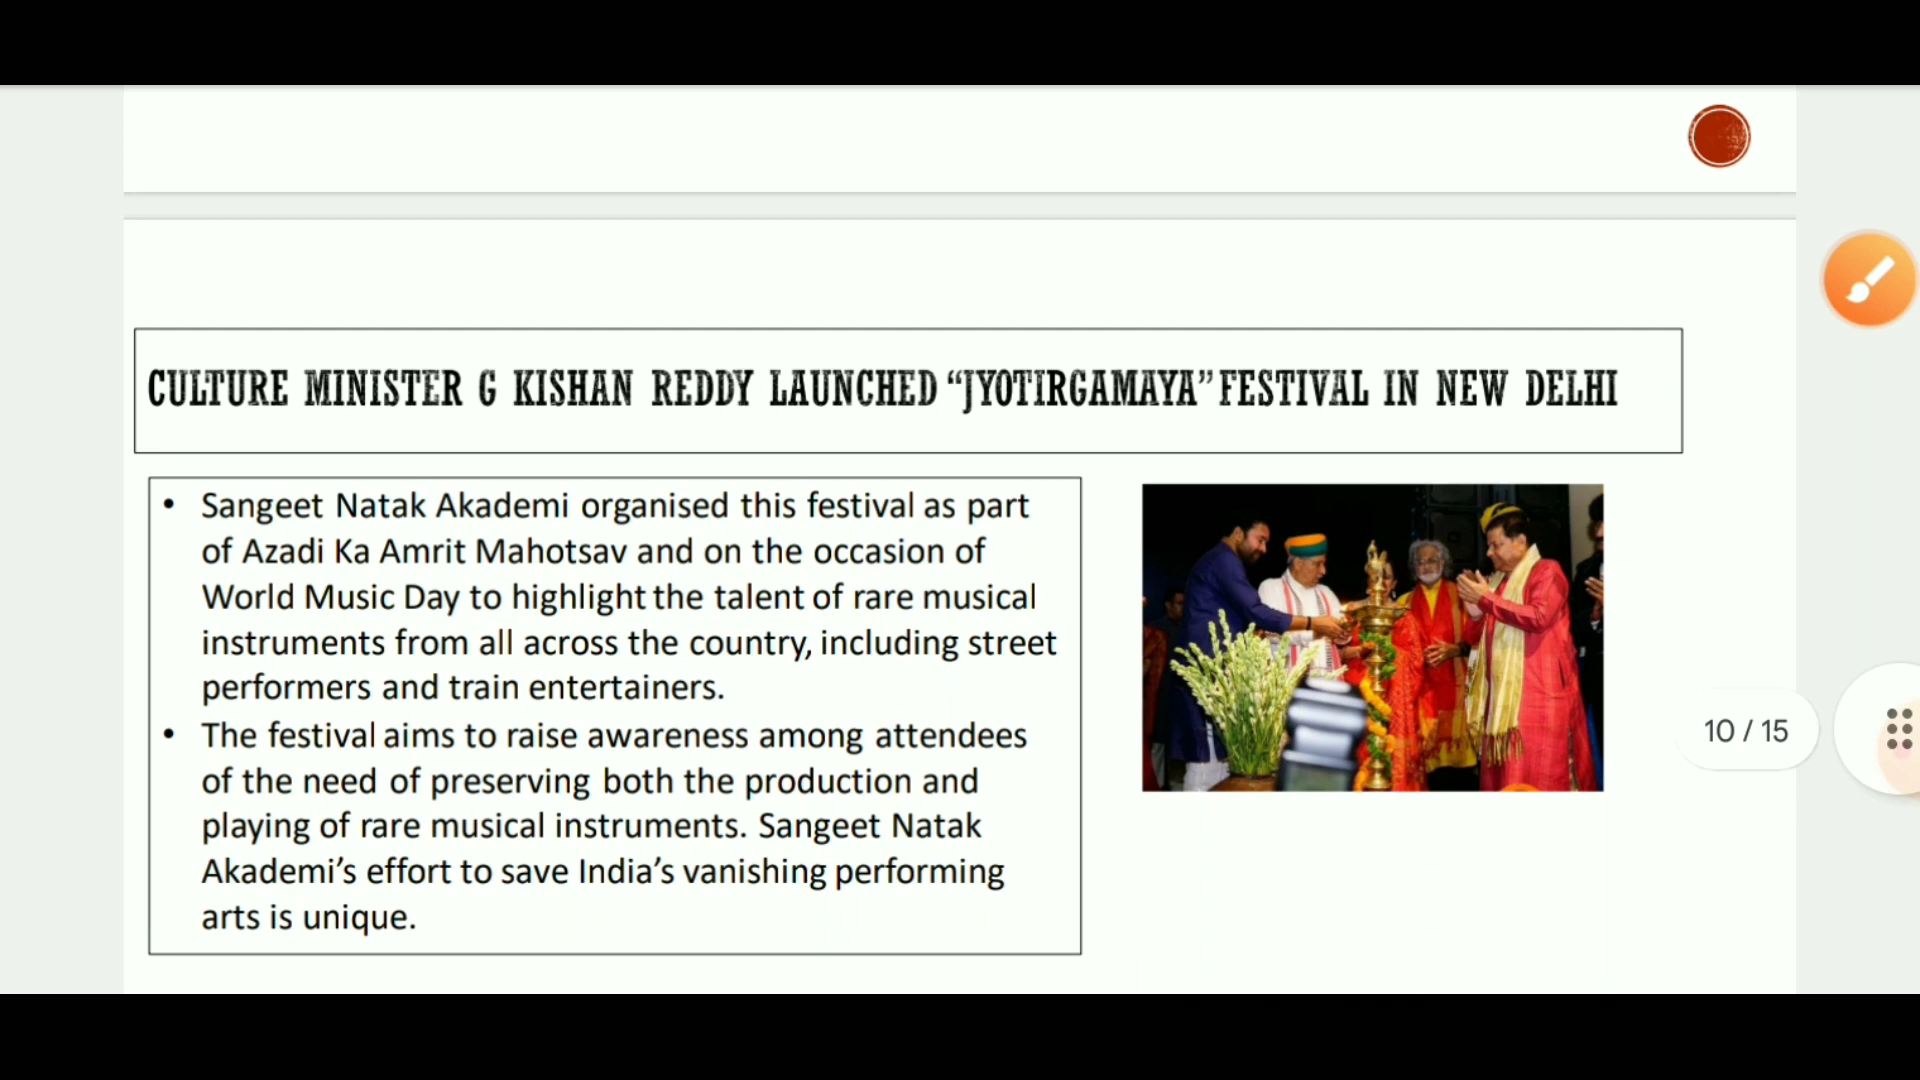 CULTURE MINISTER G KISHAN REDDY LAUNCHED “JYOTIRGAMAYA” FESTIVAL IN NEW DELHI
• Sangeet Natak Akademi organised this festival as part
of Azadi Ka Amrit Mahotsav and on the occasion of
World Music Day to highlight the talent of rare musical
instruments from all across the country, including street
performers and train entertainers.
• The festival aims to raise awareness among attendees
of the need of preserving both the production and
playing of rare musical instruments. Sangeet Natak
Akademi’s effort to save India’s vanishing performing
arts is unique.
10 / 15